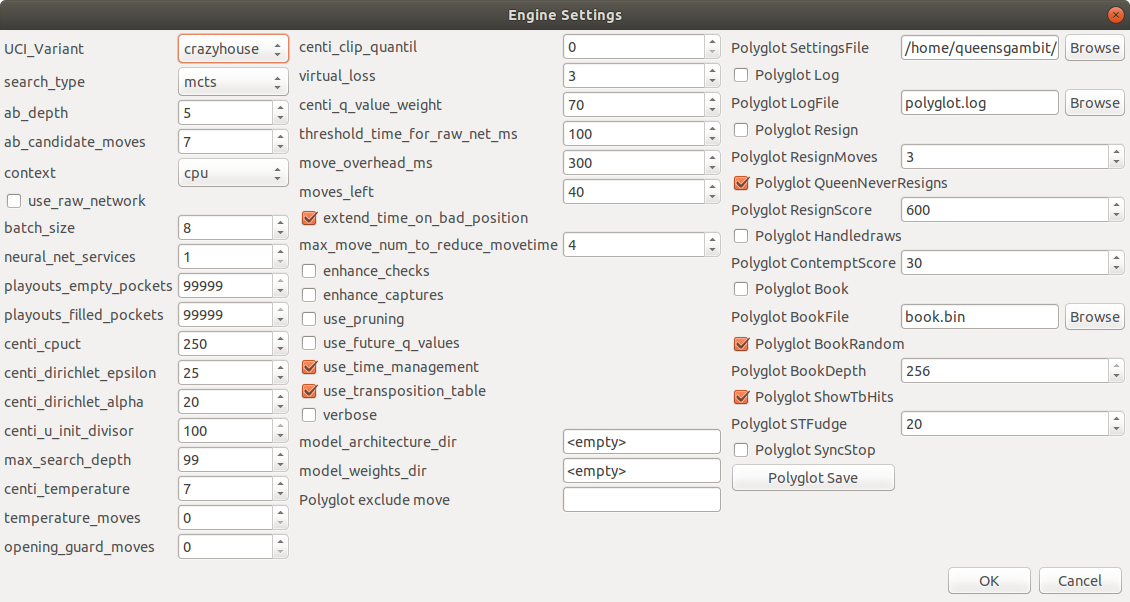 Engine Settings
UCI_Variant crazyhouse
search_type mcts
ab_depth 5
ab_candidate_moves 7
context cpu
use_raw_network
batch_size 8
neural_net_services 1
playouts_empty_pockets 99999
playouts_filled_pockets 99999
centi_cpuct 250
centi_dirichlet_epsilon 25
centi_dirichlet_alpha 20
centi_u_init_divisor 100
max_search_depth 99
centi_temperature 7
temperature_moves 0
opening_guard_moves 0
centi_clip_quantil 0
virtual_loss 3
centi_q_value_weight 70
threshold_time_for_raw_net_ms 100
move_overhead_ms 300
moves_left 40
extend_time_on_bad_position
max_move_num_to_reduce_movetime 4
enhance_checks
enhance_captures
use_pruning
use_future_q_values
use_time_management
use_transposition_table
verbose
model_architecture_dir <empty>
model_weights_dir <empty>
Polyglot exclude move
Polyglot SettingsFile /home/queensgambit/ Browse
Polyglot Log
Polyglot LogFile polyglot.log Browse
Polyglot Resign
Polyglot ResignMoves 3
Polyglot QueenNeverResigns
Polyglot ResignScore 600
Polyglot Handledraws
Polyglot ContemptScore 30
Polyglot Book
Polyglot BookFile book.bin Browse
Polyglot BookRandom
Polyglot BookDepth 256
Polyglot ShowTbHits
Polyglot STFudge 20
Polyglot SyncStop
Polyglot Save
OK Cancel